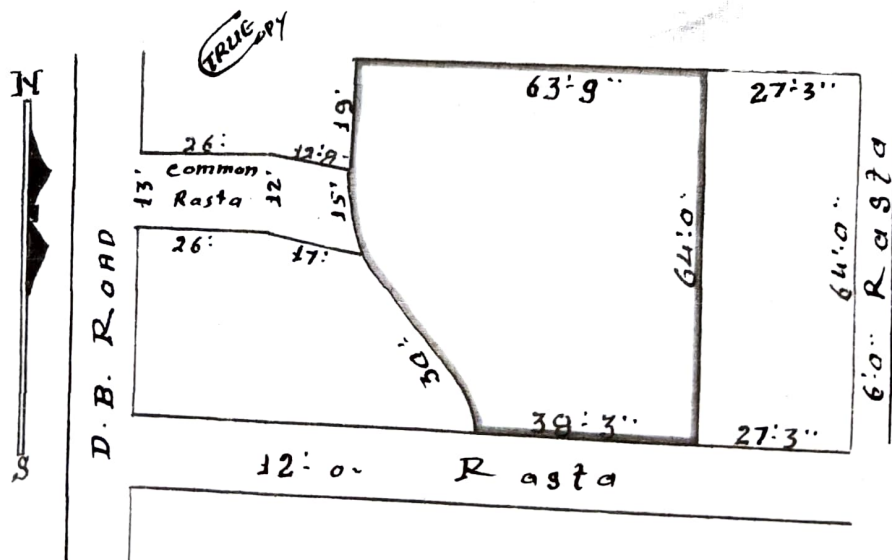 TRUE COPY
N
63'-9"
27'-3"
19'
26'
12'-9"
Common
Rasta
13'
12'
15'
26'
17'
64'-0"
64'-0"
6'-0" Rasta
D.B. ROAD
30'
38'-3"
27'-3"
S
12'-0" Rasta